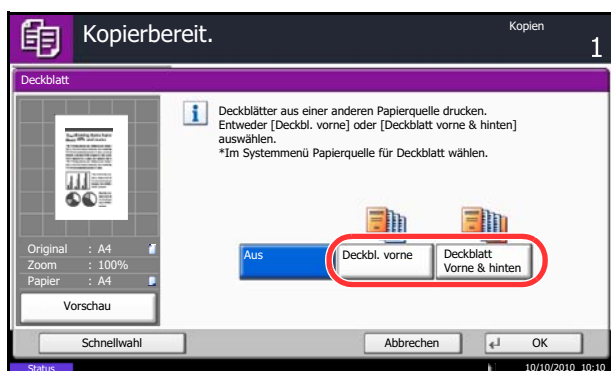 Kopierbereit.
Kopien
1
Deckblatt
Deckblätter aus einer anderen Papierquelle drucken.
Entweder [Deckbl. vorne] oder [Deckblatt vorne & hinten]
auswählen.
*Im Systemmenü Papierquelle für Deckblatt wählen.
Original : A4
Zoom : 100%
Papier : A4
Vorschau
Aus
Deckbl. vorne
Deckblatt
Vorne & hinten
Schnellwahl
Abbrechen
OK
Status
10/10/2010 10:10